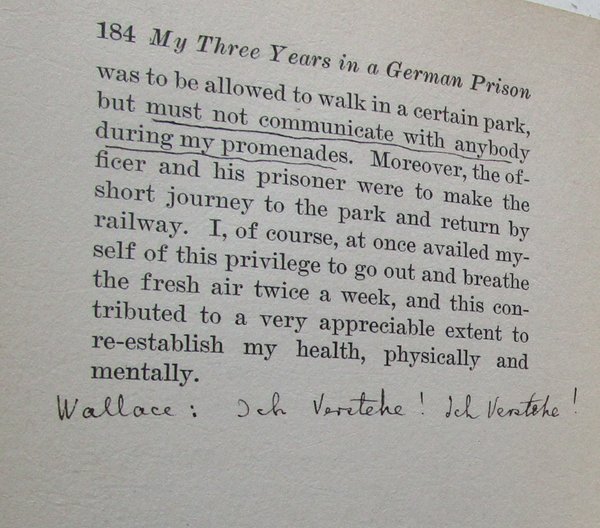 184 My Three Years in a German Prison
was to be allowed to walk in a certain park,
but must not communicate with anybody
during my promenades. Moreover, the of-
ficer and his prisoner were to make the
short journey to the park and return by
railway. I, of course, at once availed my-
self of this privilege to go out and breathe
the fresh air twice a week, and this con-
tributed to a very appreciable extent to
re-establish my health, physically and
mentally.
Wallace : Ich Verstehe ! Ich Verstehe !